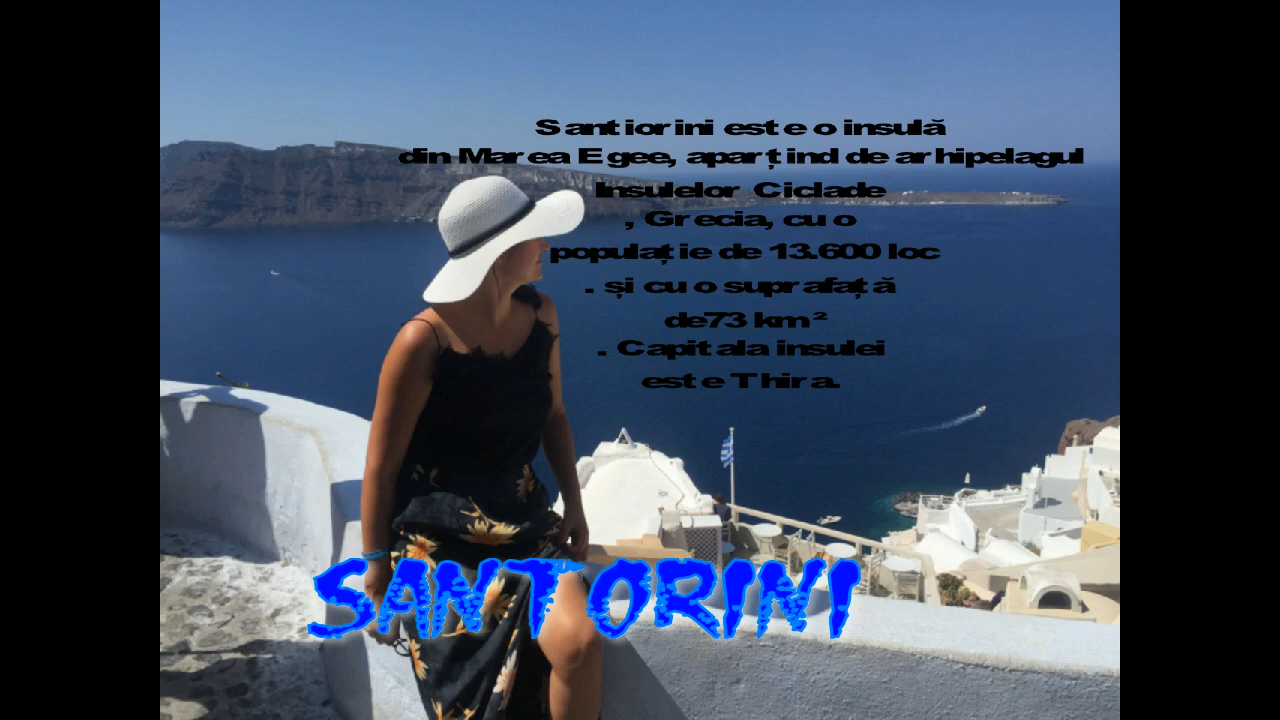 Santiorini este o insulă
din Marea Egee, aparțind de arhipelagul
Insulelor Ciclade
, Grecia, cu o
populație de 13.600 loc
. și cu o suprafață
de73 km²
. Capitala insulei
este Thira.
SANTORINI